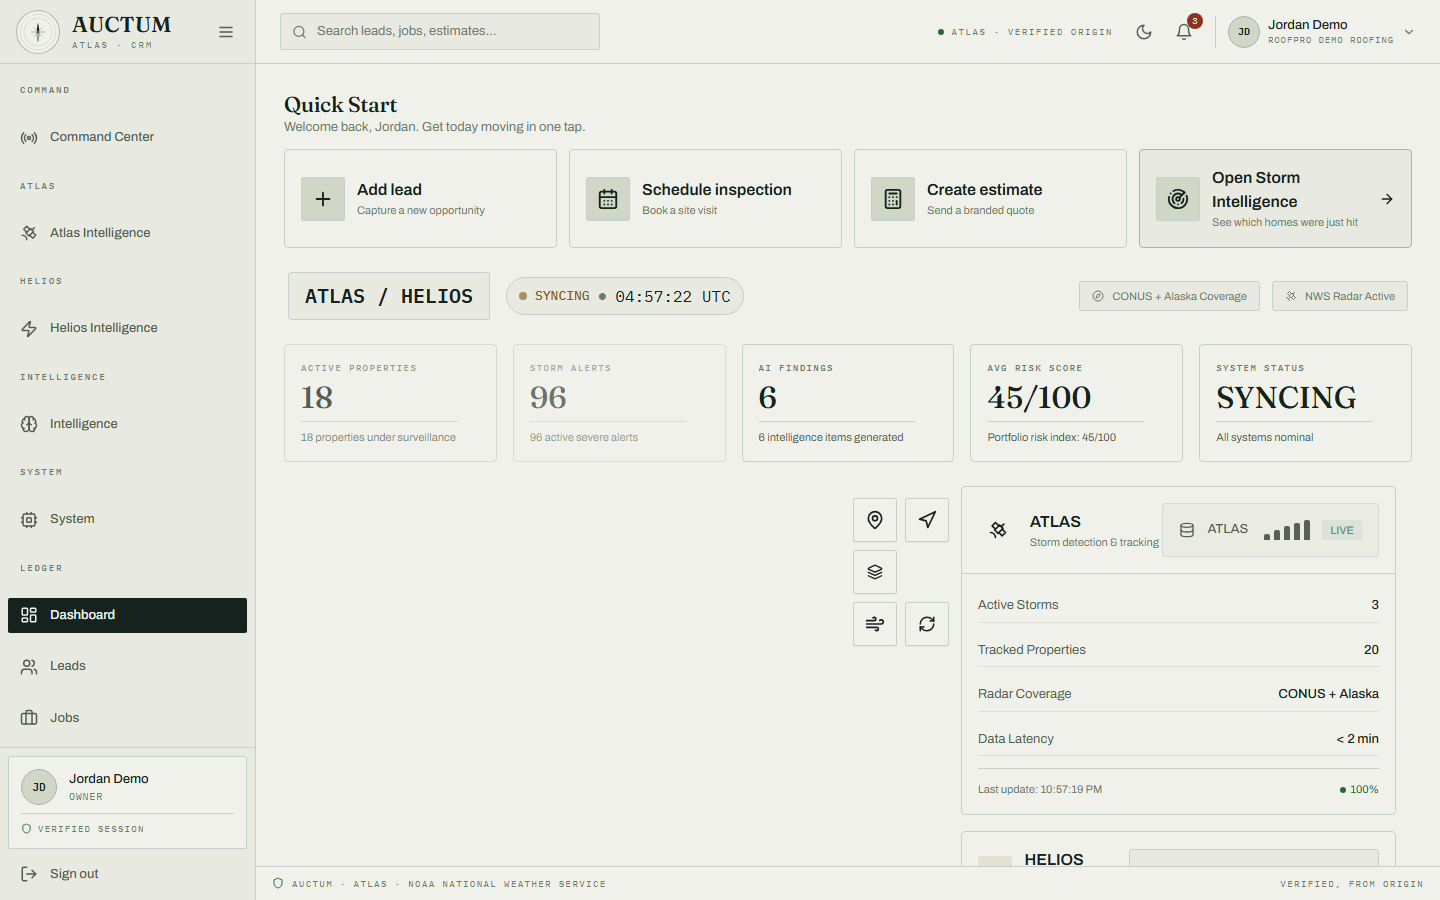 AUCTUM
ATLAS · CRM
Search leads, jobs, estimates...
ATLAS · VERIFIED ORIGIN
3
JD
Jordan Demo
ROOFPRO DEMO ROOFING
COMMAND
Command Center
ATLAS
Atlas Intelligence
HELIOS
Helios Intelligence
INTELLIGENCE
Intelligence
SYSTEM
System
LEDGER
Dashboard
Leads
Jobs
JD
Jordan Demo
OWNER
VERIFIED SESSION
Sign out
Quick Start
Welcome back, Jordan. Get today moving in one tap.
Add lead
Capture a new opportunity
Schedule inspection
Book a site visit
Create estimate
Send a branded quote
Open Storm
Intelligence
See which homes were just hit
ATLAS / HELIOS
SYNCING
04:57:22 UTC
CONUS + Alaska Coverage
NWS Radar Active
ACTIVE PROPERTIES
18
18 properties under surveillance
STORM ALERTS
96
96 active severe alerts
AI FINDINGS
6
6 intelligence items generated
AVG RISK SCORE
45/100
Portfolio risk index: 45/100
SYSTEM STATUS
SYNCING
All systems nominal
ATLAS
Storm detection & tracking
ATLAS
LIVE
Active Storms
3
Tracked Properties
20
Radar Coverage
CONUS + Alaska
Data Latency
< 2 min
Last update: 10:57:19 PM
100%
HELIOS
AUCTUM · ATLAS · NOAA NATIONAL WEATHER SERVICE
VERIFIED, FROM ORIGIN